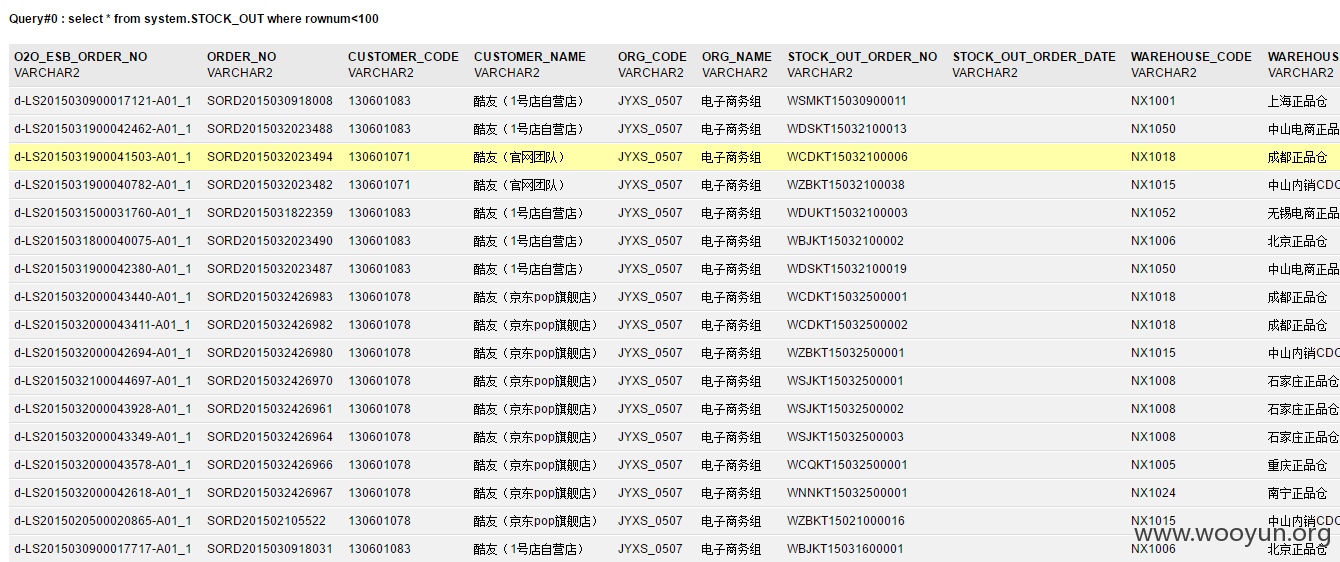 Query#0 : select * from system.STOCK_OUT where rownum<100
O2O_ESB_ORDER_NO ORDER_NO CUSTOMER_CODE CUSTOMER_NAME ORG_CODE ORG_NAME STOCK_OUT_ORDER_NO STOCK_OUT_ORDER_DATE WAREHOUSE_CODE WAREHOUS
VARCHAR2 VARCHAR2 VARCHAR2 VARCHAR2 VARCHAR2 VARCHAR2 VARCHAR2 VARCHAR2 VARCHAR2 VARCHAR2
d-LS2015030900017121-A01_1 SORD2015030918008 130601083 酷友（1号店自营店） JYXS_0507 电子商务组 WSMKT15030900011 NX1001 上海正品仓
d-LS2015031900042462-A01_1 SORD2015032023488 130601083 酷友（1号店自营店） JYXS_0507 电子商务组 WDSKT15032100013 NX1050 中山电商正品
d-LS2015031900041503-A01_1 SORD2015032023494 130601071 酷友（官网团队） JYXS_0507 电子商务组 WCDKT15032100006 NX1018 成都正品仓
d-LS2015031900040782-A01_1 SORD2015032023482 130601071 酷友（官网团队） JYXS_0507 电子商务组 WZBKT15032100038 NX1015 中山内销CDC
d-LS2015031500031760-A01_1 SORD2015031822359 130601083 酷友（1号店自营店） JYXS_0507 电子商务组 WDUKT15032100003 NX1052 无锡电商正品
d-LS2015031800040075-A01_1 SORD2015032023490 130601083 酷友（1号店自营店） JYXS_0507 电子商务组 WBJKT15032100002 NX1006 北京正品仓
d-LS2015031900042380-A01_1 SORD2015032023487 130601083 酷友（1号店自营店） JYXS_0507 电子商务组 WDSKT15032100019 NX1050 中山电商正品
d-LS2015032000043440-A01_1 SORD2015032426983 130601078 酷友（京东pop旗舰店） JYXS_0507 电子商务组 WCDKT15032500001 NX1018 成都正品仓
d-LS2015032000043411-A01_1 SORD2015032426982 130601078 酷友（京东pop旗舰店） JYXS_0507 电子商务组 WCDKT15032500002 NX1018 成都正品仓
d-LS2015032000042694-A01_1 SORD2015032426980 130601078 酷友（京东pop旗舰店） JYXS_0507 电子商务组 WZBKT15032500001 NX1015 中山内销CDC
d-LS2015032100044697-A01_1 SORD2015032426970 130601078 酷友（京东pop旗舰店） JYXS_0507 电子商务组 WSJKT15032500001 NX1008 石家庄正品仓
d-LS2015032000043928-A01_1 SORD2015032426961 130601078 酷友（京东pop旗舰店） JYXS_0507 电子商务组 WSJKT15032500002 NX1008 石家庄正品仓
d-LS2015032000043349-A01_1 SORD2015032426964 130601078 酷友（京东pop旗舰店） JYXS_0507 电子商务组 WSJKT15032500003 NX1008 石家庄正品仓
d-LS2015032000043578-A01_1 SORD2015032426966 130601078 酷友（京东pop旗舰店） JYXS_0507 电子商务组 WCQKT15032500001 NX1005 重庆正品仓
d-LS2015032000042618-A01_1 SORD2015032426967 130601078 酷友（京东pop旗舰店） JYXS_0507 电子商务组 WNNKT15032500001 NX1024 南宁正品仓
d-LS2015020500020865-A01_1 SORD201502105522 130601078 酷友（京东pop旗舰店） JYXS_0507 电子商务组 WZBKT15021000016 NX1015 中山内销CDC
d-LS2015030900017717-A01_1 SORD2015030918031 130601083 酷友（1号店自营店） JYXS_0507 电子商务组 WBJKT15031600001 NX1006 北京正品仓
www.wooyun.org